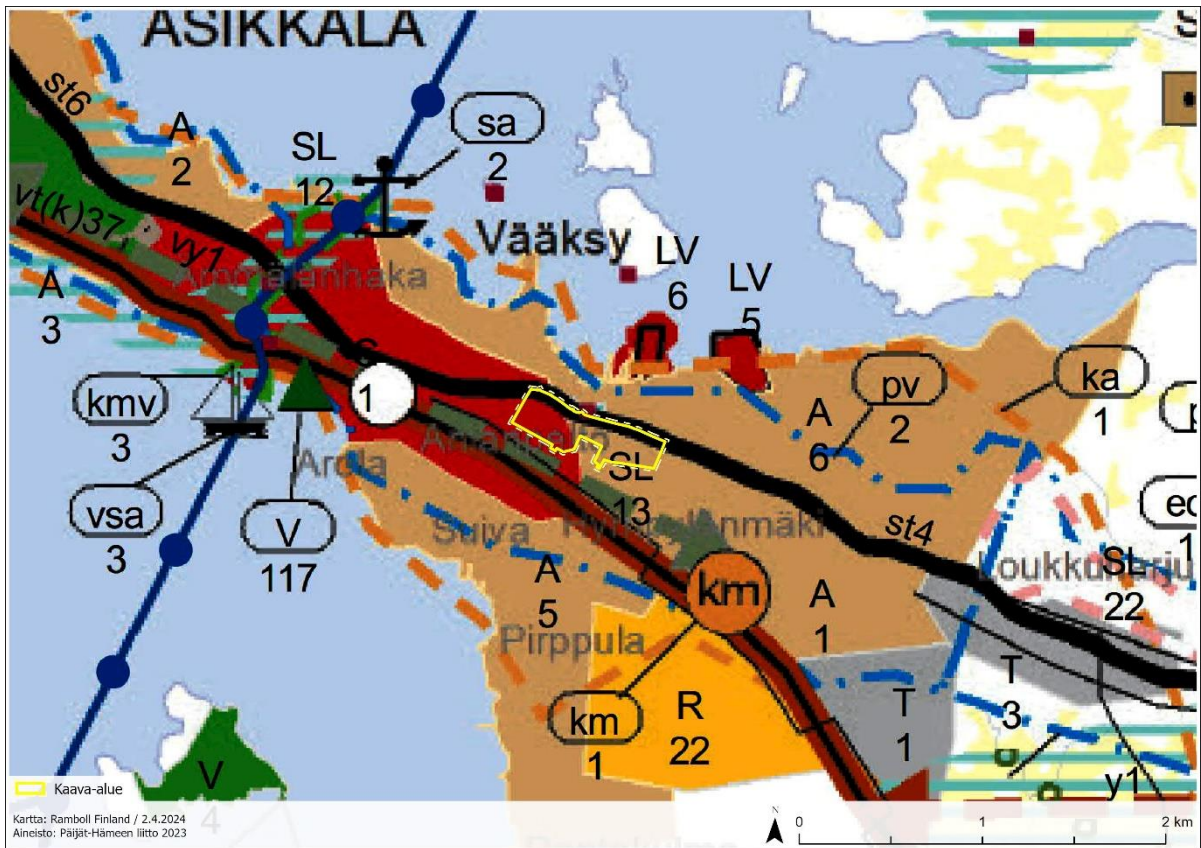 ASIKKALA
S
st6
A
2
SL
12
sa
2
vt(k)37,
vy1
Vääksy
LV
6
LV
5
A
3
kmv
3
1
pv
2
ka
1
p
A
6
Arola
SL
13
vsa
3
V
117
Suiva
st4
ec
1
A
5
km
A
1
SL
22
Pirppula
km
1
R
22
T
1
T
3
y1
V
4
Kaava-alue
Kartta: Ramboll Finland / 2.4.2024
Aineisto: Päijät-Hämeen liitto 2023
N
0 1 2 km